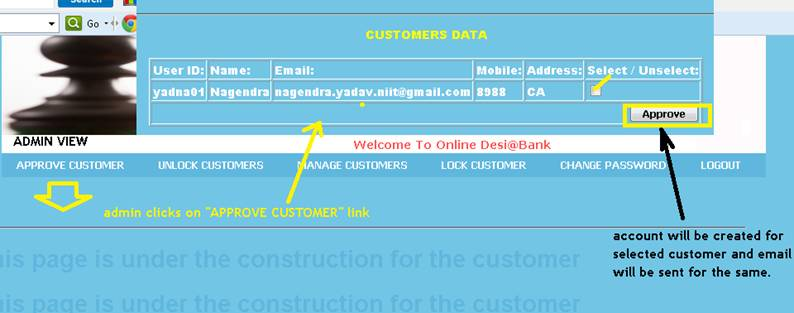 Search
Go
CUSTOMERS DATA
User ID: Name: Email: Mobile: Address: Select / Unselect:
yadna01 Nagendra nagendra.yadav.niit@gmail.com 8988 CA
Approve
ADMIN VIEW
Welcome To Online Desi@Bank
APPROVE CUSTOMER UNLOCK CUSTOMERS MANAGE CUSTOMERS LOCK CUSTOMER CHANGE PASSWORD LOGOUT
admin clicks on "APPROVE CUSTOMER" link
account will be created for
selected customer and email
will be sent for the same.
his page is under the construction for the customer
his page is under the construction for the customer